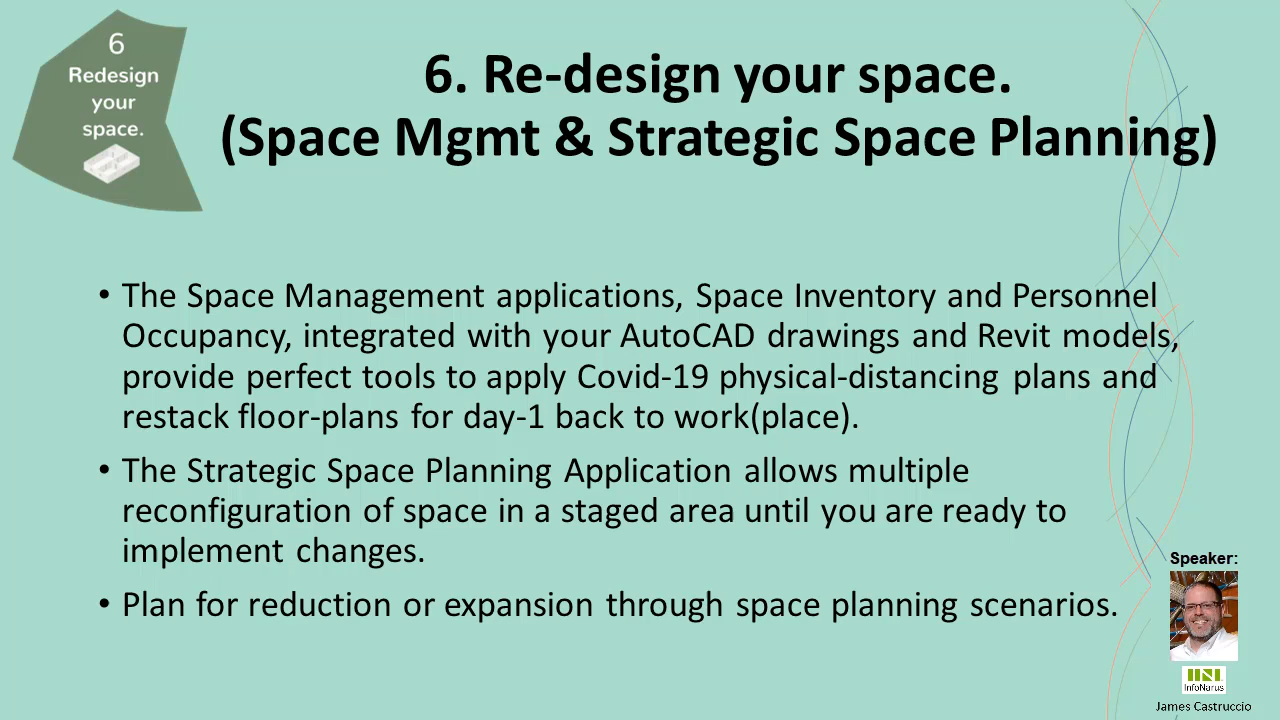 6
Redesign
your
space.
6. Re-design your space.
(Space Mgmt & Strategic Space Planning)
• The Space Management applications, Space Inventory and Personnel
Occupancy, integrated with your AutoCAD drawings and Revit models,
provide perfect tools to apply Covid-19 physical-distancing plans and
restack floor-plans for day-1 back to work(place).
• The Strategic Space Planning Application allows multiple
reconfiguration of space in a staged area until you are ready to
implement changes.
• Plan for reduction or expansion through space planning scenarios.
Speaker:
InfoNarus
James Castruccio